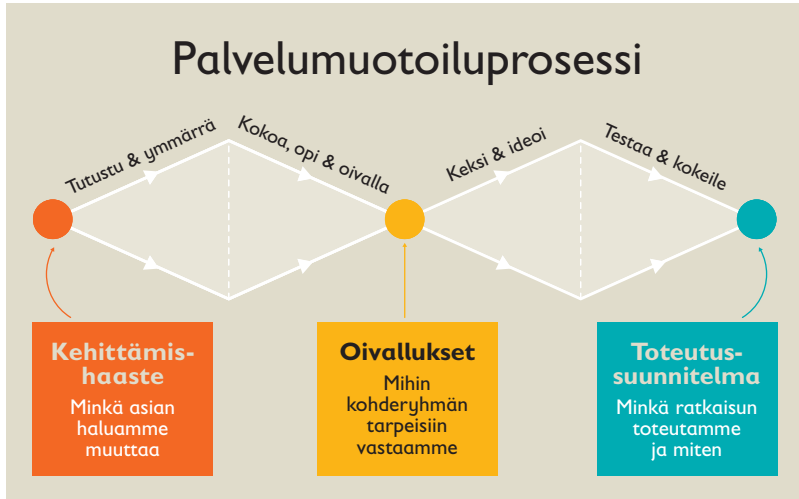 Palvelumuotoiluprosessi
Tutustu & ymmärrä
Kokoa, opi & oivalla
Keksi & ideoi
Testaa & kokeile
Kehittämis-
haaste
Minkä asian
haluamme
muuttaa
Oivallukset
Mihin
kohderyhmän
tarpeisiin
vastaamme
Toteutus-
suunnitelma
Minkä ratkaisun
toteutamme
ja miten